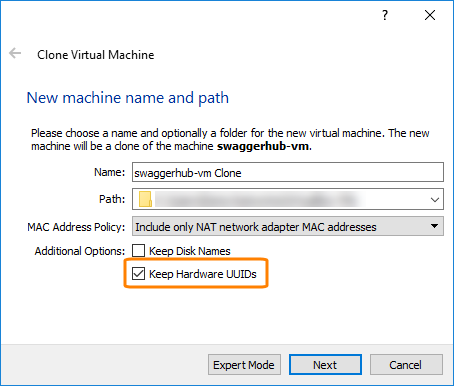 ?
Clone Virtual Machine
New machine name and path
Please choose a name and optionally a folder for the new virtual machine. The new
machine will be a clone of the machine swaggerhub-vm.
Name: swaggerhub-vm Clone
Path:
MAC Address Policy: Include only NAT network adapter MAC addresses
Additional Options: Keep Disk Names
Keep Hardware UUIDs
Expert Mode Next Cancel